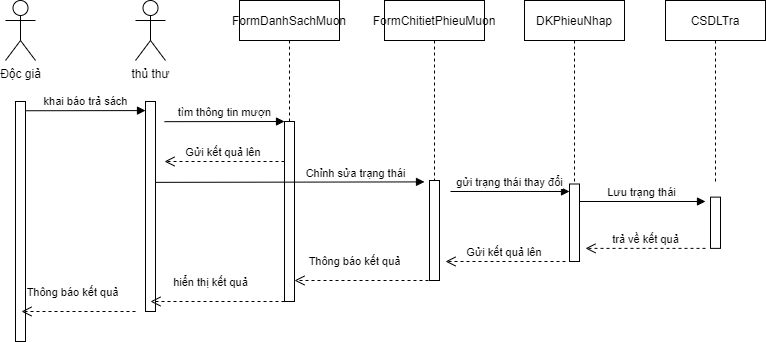 FormDanhSachMuon
FormChitietPhieuMuon
DKPhieuNhap
CSDLTra
Độc giả
thủ thư
khai báo trả sách
tìm thông tin mượn
Gửi kết quả lên
Chỉnh sửa trạng thái
gửi trạng thái thay đổi
Lưu trạng thái
trả về kết quả
Gửi kết quả lên
Thông báo kết quả
hiển thị kết quả
Thông báo kết quả